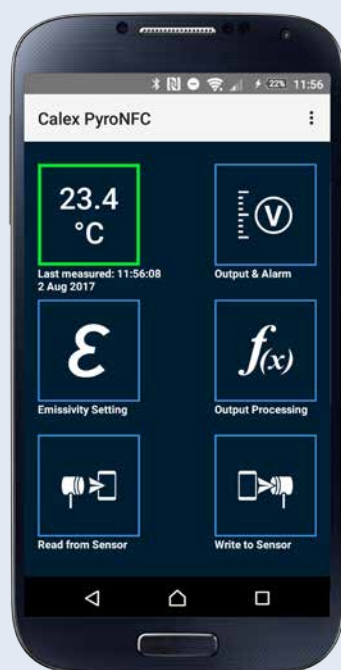 22% 11:56
Calex PyroNFC
23.4
°C
V
Last measured: 11:56:08
2 Aug 2017
Output & Alarm
ε
f(x)
Emissivity Setting
Output Processing
Read from Sensor
Write to Sensor